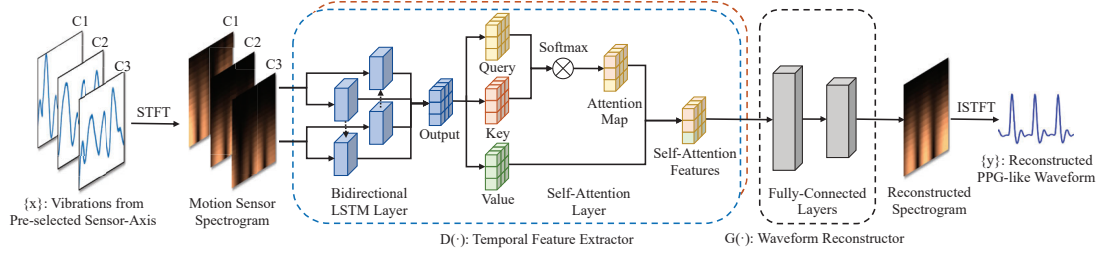 C1
C2
C3
STFT
{x}: Vibrations from
Pre-selected Sensor-Axis
C1
C2
C3
Motion Sensor
Spectrogram
Bidirectional
LSTM Layer
Output
Query
Key
Value
Softmax
Attention
Map
Self-Attention
Layer
Self-Attention
Features
D(·): Temporal Feature Extractor
Fully-Connected
Layers
G(·): Waveform Reconstructor
Reconstructed
Spectrogram
ISTFT
{y}: Reconstructed
PPG-like Waveform